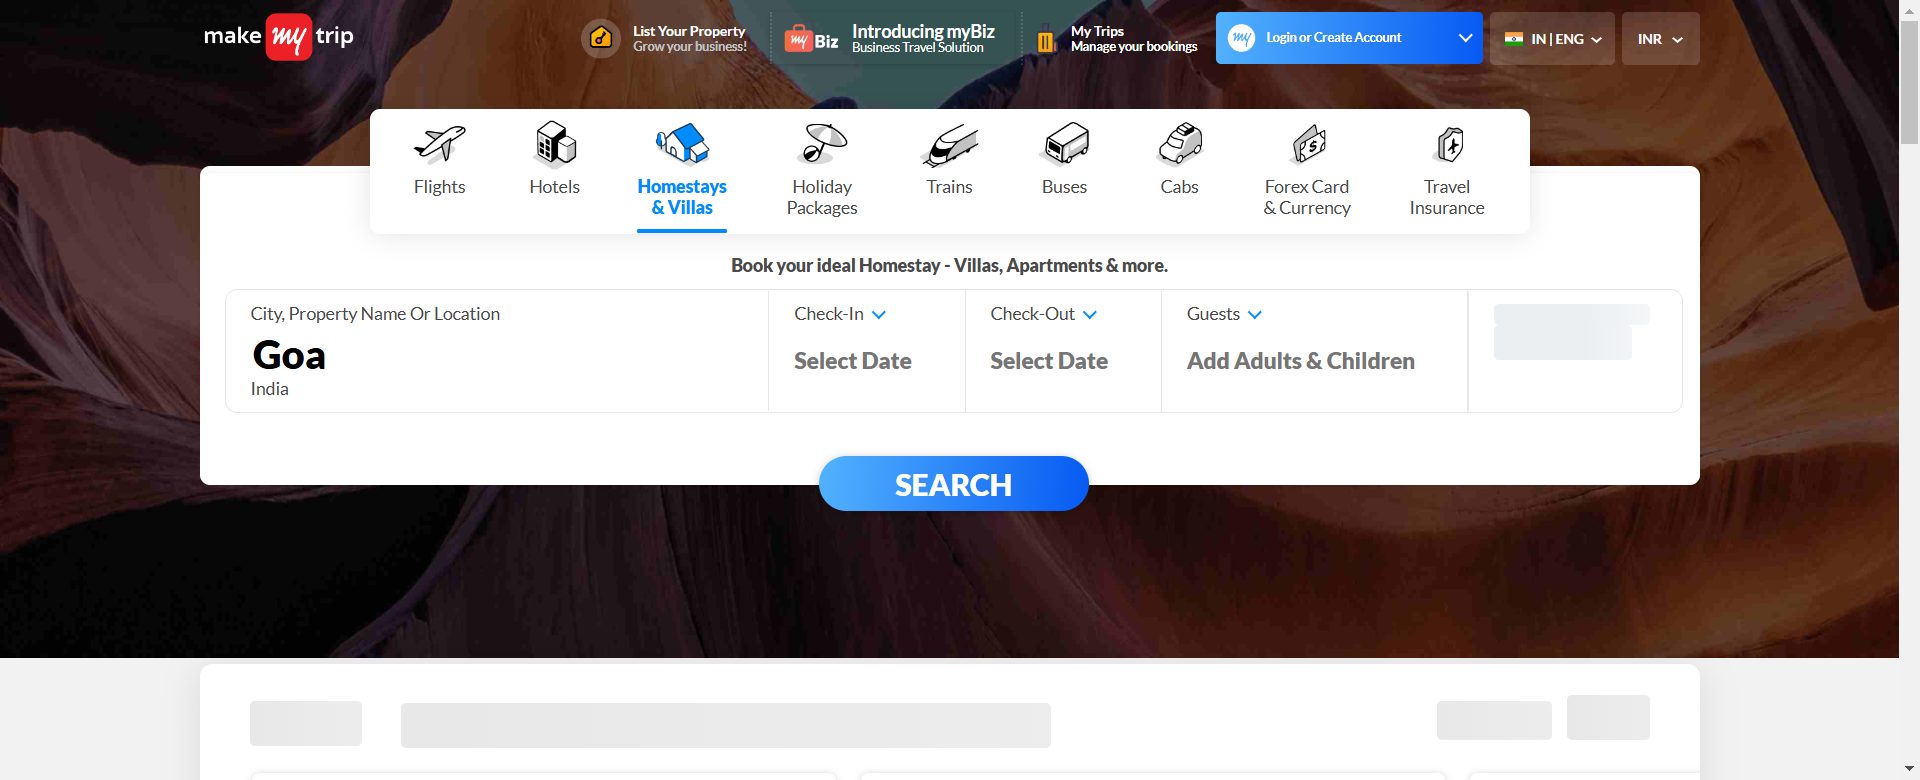 make my trip
List Your Property
Grow your business!
my Biz
Introducing myBiz
Business Travel Solution
My Trips
Manage your bookings
my
Login or Create Account
IN | ENG
INR
Flights
Hotels
Homestays
& Villas
Holiday
Packages
Trains
Buses
Cabs
Forex Card
& Currency
Travel
Insurance
Book your ideal Homestay - Villas, Apartments & more.
City, Property Name Or Location
Goa
India
Check-In
Select Date
Check-Out
Select Date
Guests
Add Adults & Children
SEARCH